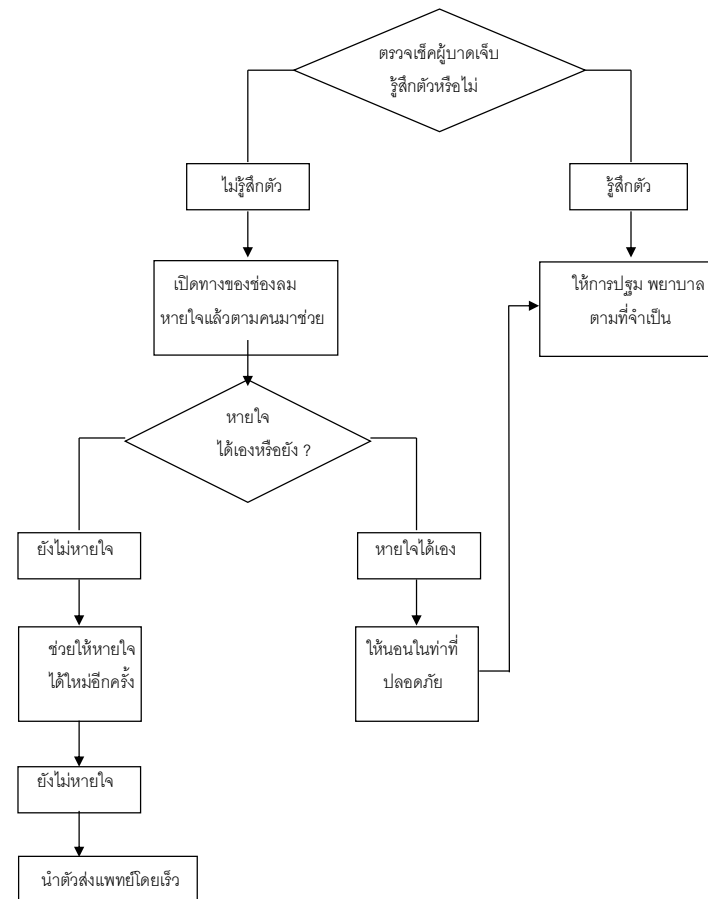 ตรวจเช็คผู้บาดเจ็บ
รู้สึกตัวหรือไม่
ไม่รู้สึกตัว
รู้สึกตัว
เปิดทางของช่องลม
หายใจแล้วตามคนมาช่วย
ให้การปฐม พยาบาล
ตามที่จำเป็น
หายใจ
ได้เองหรือยัง ?
ยังไม่หายใจ
หายใจได้เอง
ช่วยให้หายใจ
ได้ใหม่อีกครั้ง
ให้นอนในท่าที่
ปลอดภัย
ยังไม่หายใจ
นำตัวส่งแพทย์โดยเร็ว